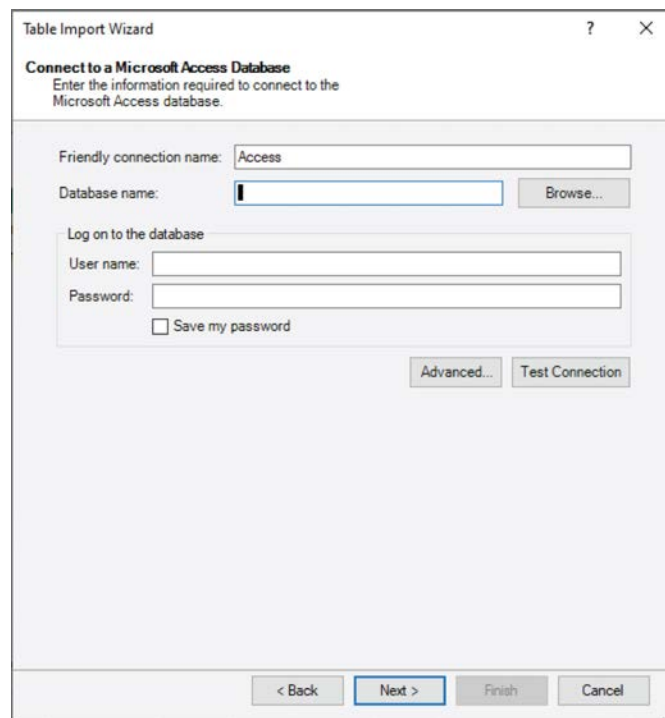 Table Import Wizard ? ×
Connect to a Microsoft Access Database
Enter the information required to connect to the
Microsoft Access database.
Friendly connection name: Access
Database name: Browse...
Log on to the database
User name:
Password:
Save my password
Advanced... Test Connection
< Back Next > Finish Cancel